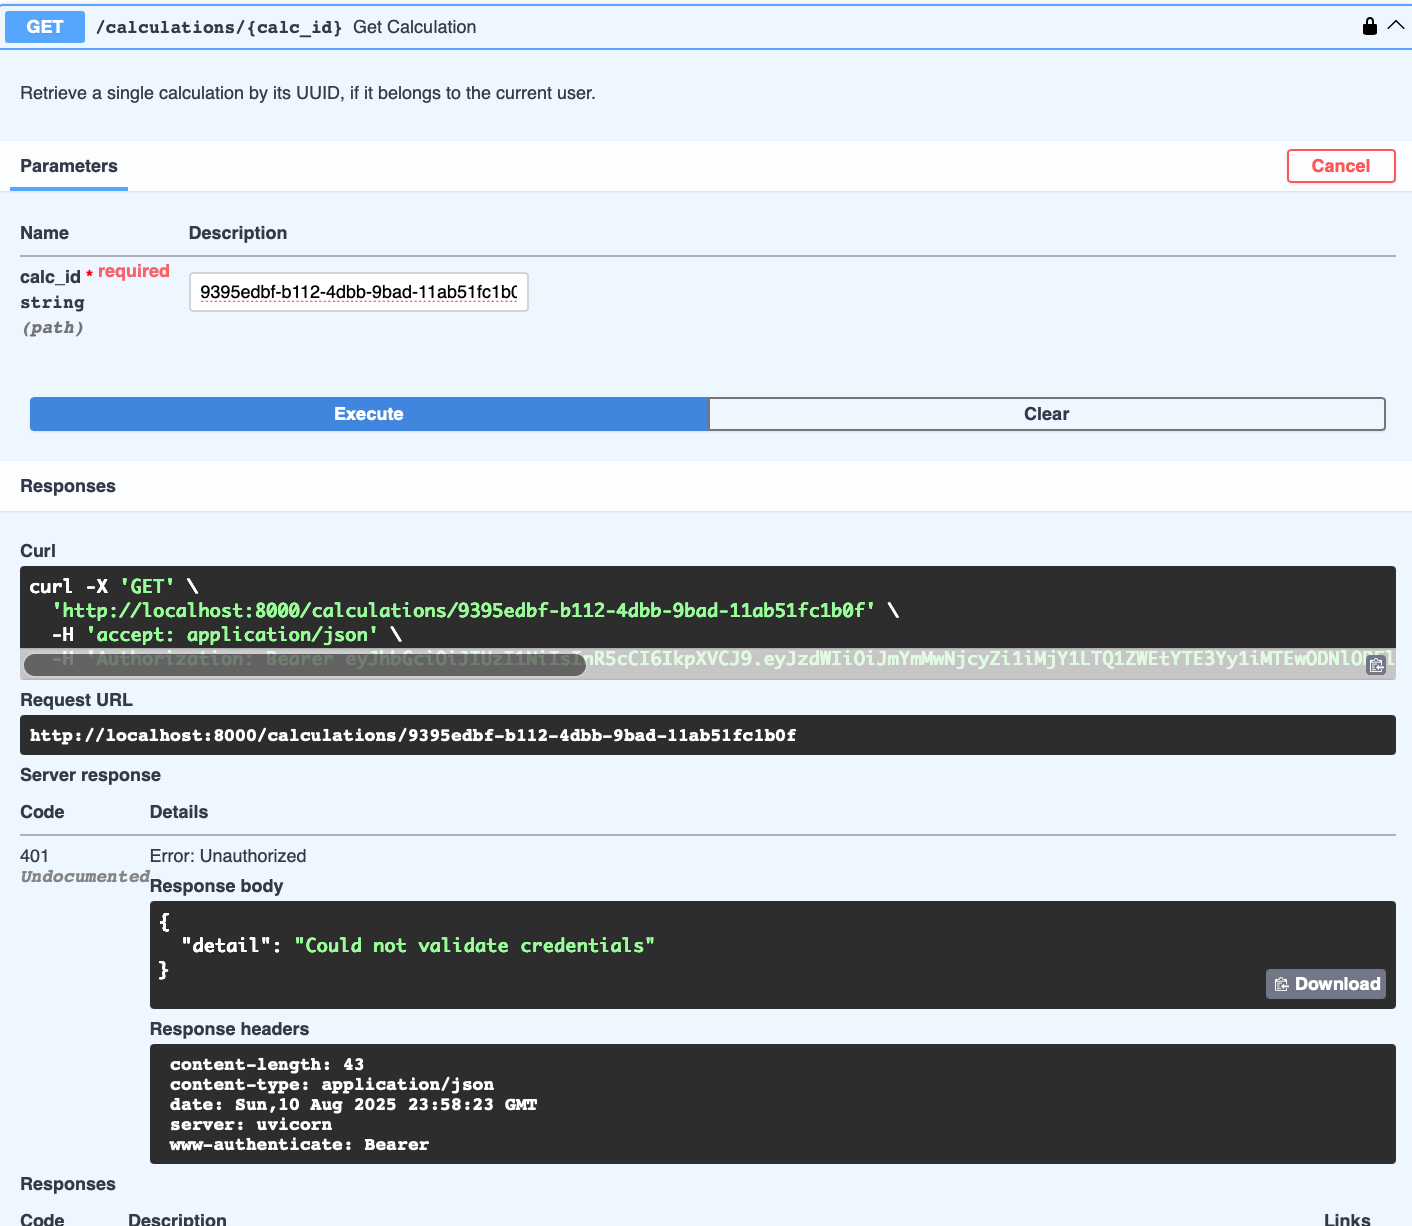 GET /calculations/{calc_id} Get Calculation
Retrieve a single calculation by its UUID, if it belongs to the current user.
Parameters
Cancel
Name Description
calc_id * required
string
(path)
9395edbf-b112-4dbb-9bad-11ab51fc1b0
Execute Clear
Responses
Curl
curl -X 'GET' \
'http://localhost:8000/calculations/9395edbf-b112-4dbb-9bad-11ab51fc1b0f' \
-H 'accept: application/json' \
-H 'Authorization: Bearer
Request URL
http://localhost:8000/calculations/9395edbf-b112-4dbb-9bad-11ab51fc1b0f
Server response
Code Details
401 Error: Unauthorized
Undocumented
Response body
{
"detail": "Could not validate credentials"
}
Download
Response headers
content-length: 43
content-type: application/json
date: Sun,10 Aug 2025 23:58:23 GMT
server: uvicorn
www-authenticate: Bearer
Responses
Code Description Links